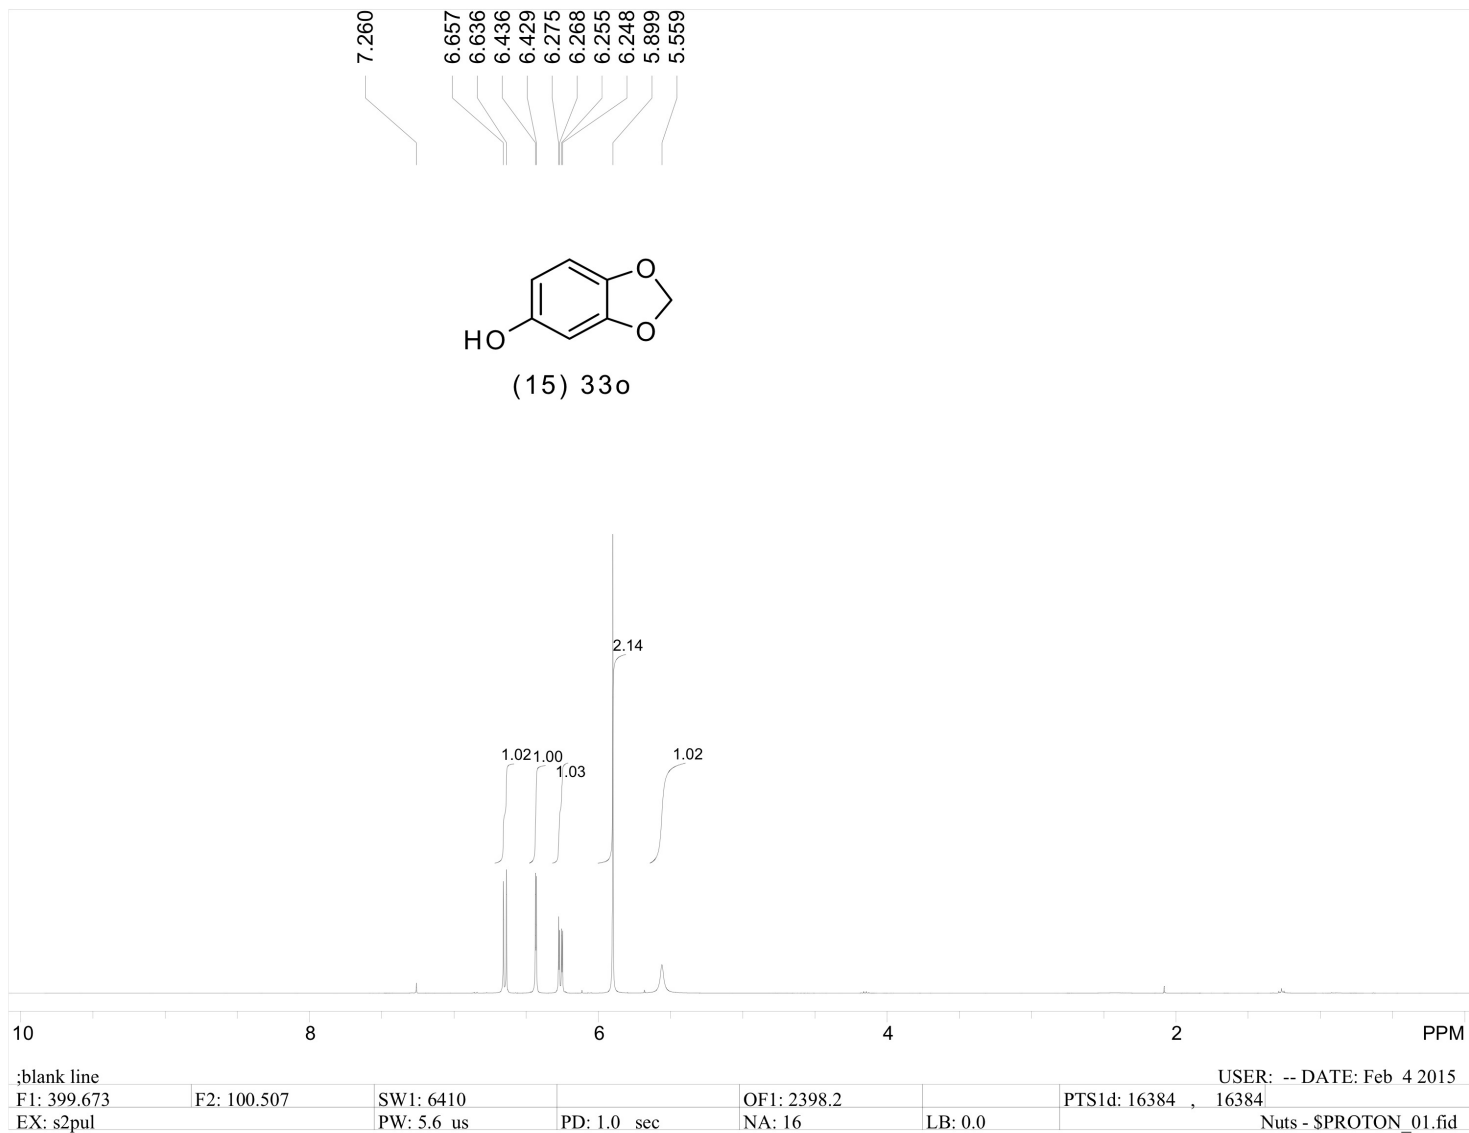 7.260
6.657
6.636
6.436
6.429
6.275
6.268
6.255
6.248
5.899
5.559
O
O
HO
(15) 33o
2.14
1.02 1.00 1.03 1.02
10 8 6 4 2 PPM
;blank line USER: -- DATE: Feb 4 2015
F1: 399.673 F2: 100.507 SW1: 6410 OF1: 2398.2 PTS1d: 16384 , 16384
EX: s2pul PW: 5.6 us PD: 1.0 sec NA: 16 LB: 0.0 Nuts - $PROTON_01.fid